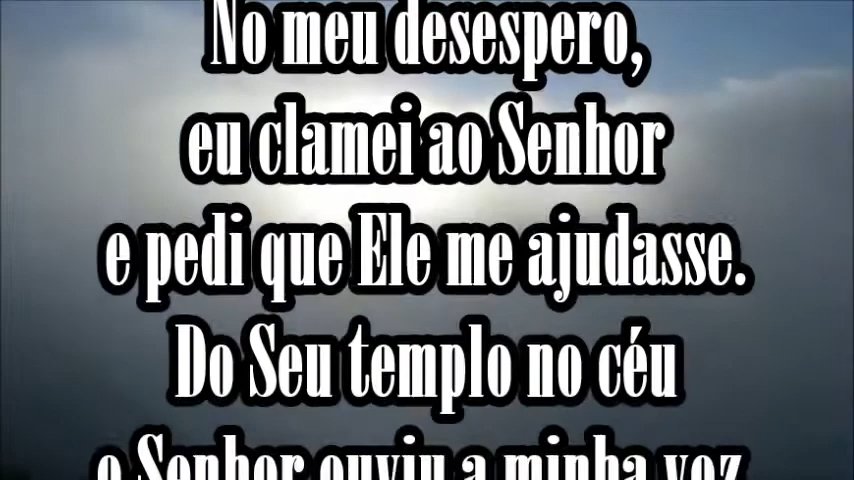 No meu desespero,
eu clamei ao Senhor
e pedi que Ele me ajudasse.
Do Seu templo no céu
o Senhor ouviu a minha voz